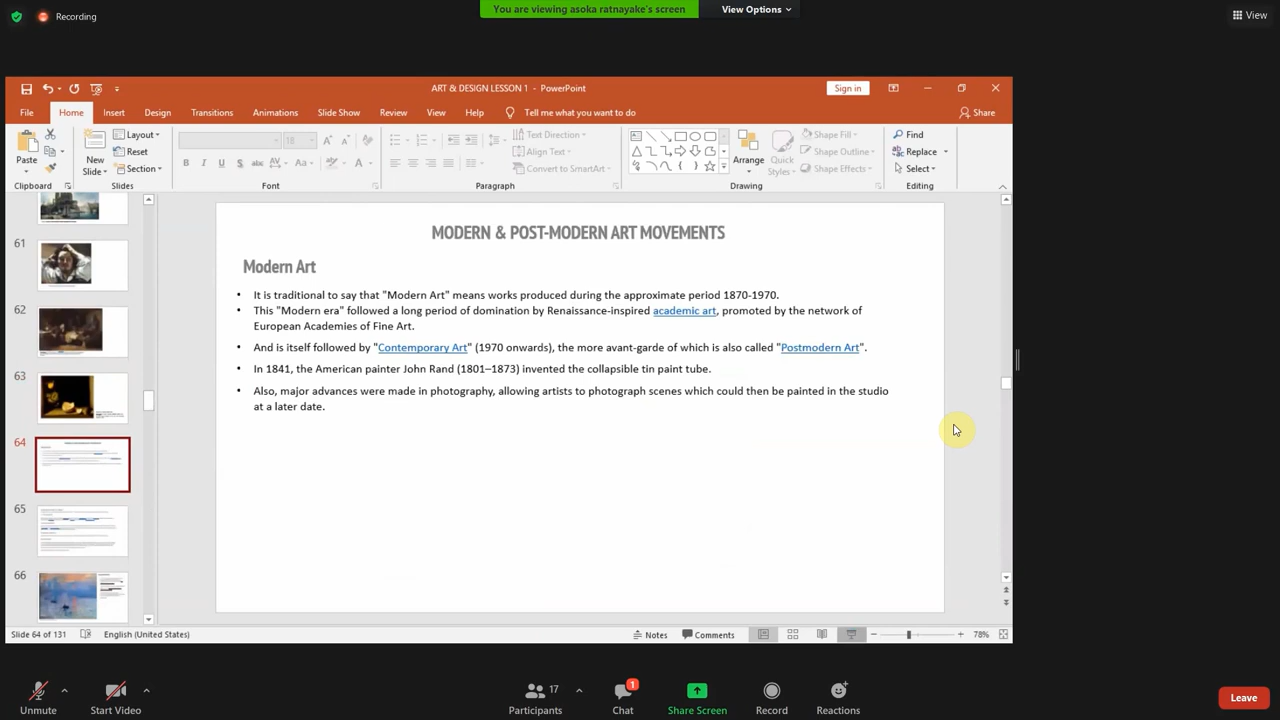 Recording
You are viewing asoka ratnayake's screen
View Options
View
ART & DESIGN LESSON 1 - PowerPoint
Sign in
File Home Insert Design Transitions Animations Slide Show Review View Help Tell me what you want to do
Share
Paste
New
Slides
Layout
Reset
Section
18
Text Direction
Align Text
Convert to SmartArt
Arrange
Quick
Styles
Shape Fill
Shape Outline
Shape Effects
Find
Replace
Select
Clipboard Slides Font Paragraph Drawing Editing
61
62
63
64
65
66
MODERN & POST-MODERN ART MOVEMENTS
Modern Art
• It is traditional to say that "Modern Art" means works produced during the approximate period 1870-1970.
• This "Modern era" followed a long period of domination by Renaissance-inspired academic art, promoted by the network of
European Academies of Fine Art.
• And is itself followed by "Contemporary Art" (1970 onwards), the more avant-garde of which is also called "Postmodern Art".
• In 1841, the American painter John Rand (1801–1873) invented the collapsible tin paint tube.
• Also, major advances were made in photography, allowing artists to photograph scenes which could then be painted in the studio
at a later date.
Slide 64 of 131
English (United States)
Notes
Comments
78%
Unmute
Start Video
17
Participants
1
Chat
Share Screen
Record
Reactions
Leave